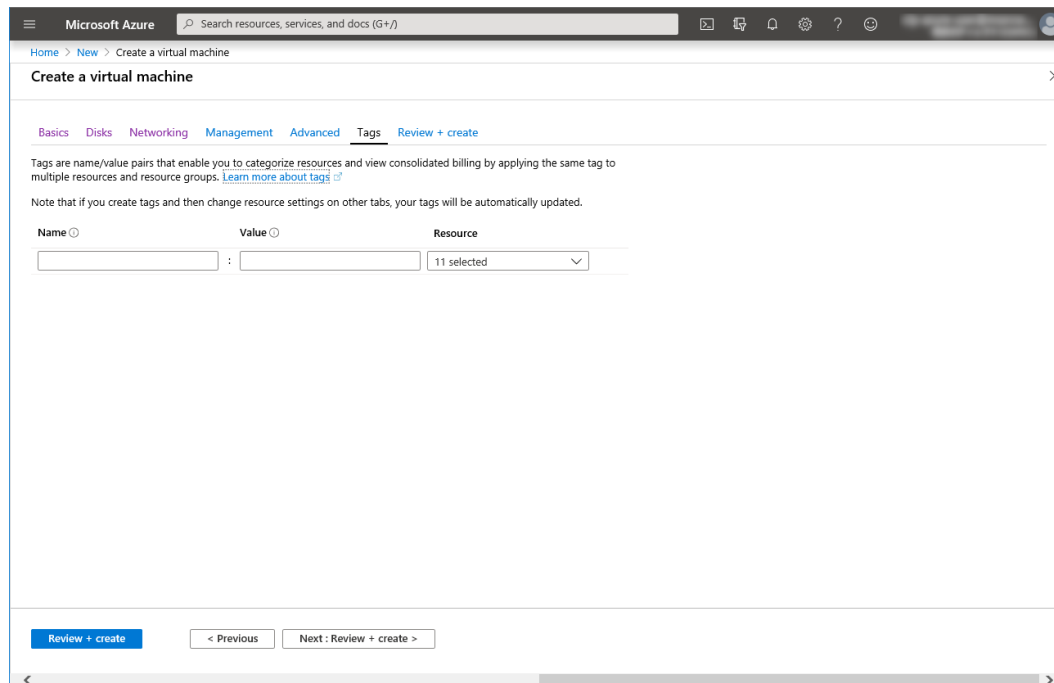 Microsoft Azure
Search resources, services, and docs (G+/)
Home > New > Create a virtual machine
Create a virtual machine
Basics Disks Networking Management Advanced Tags Review + create
Tags are name/value pairs that enable you to categorize resources and view consolidated billing by applying the same tag to
multiple resources and resource groups. Learn more about tags
Note that if you create tags and then change resource settings on other tabs, your tags will be automatically updated.
Name Value Resource
: 11 selected
Review + create < Previous Next : Review + create >